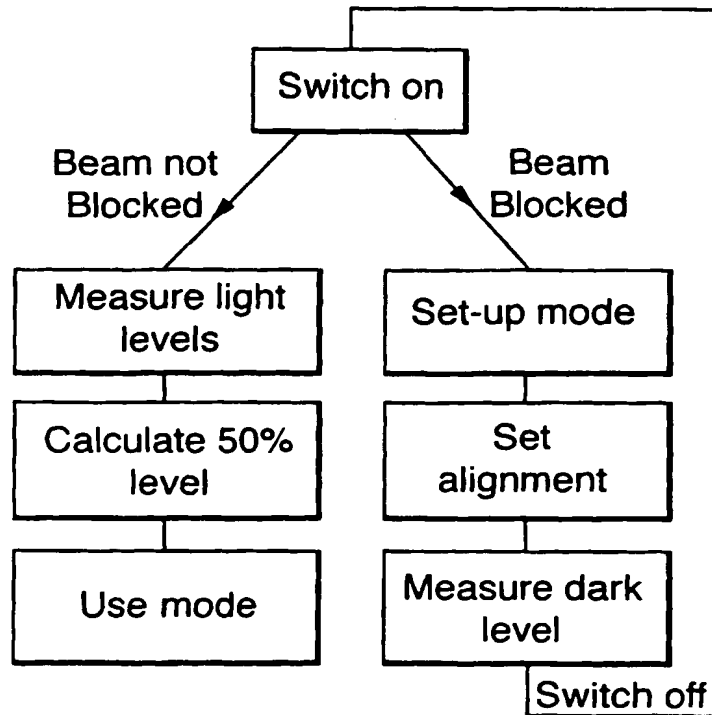 Switch on
Beam not
Blocked
Beam
Blocked
Measure light
levels
Set-up mode
Calculate 50%
level
Set
alignment
Use mode
Measure dark
level
Switch off